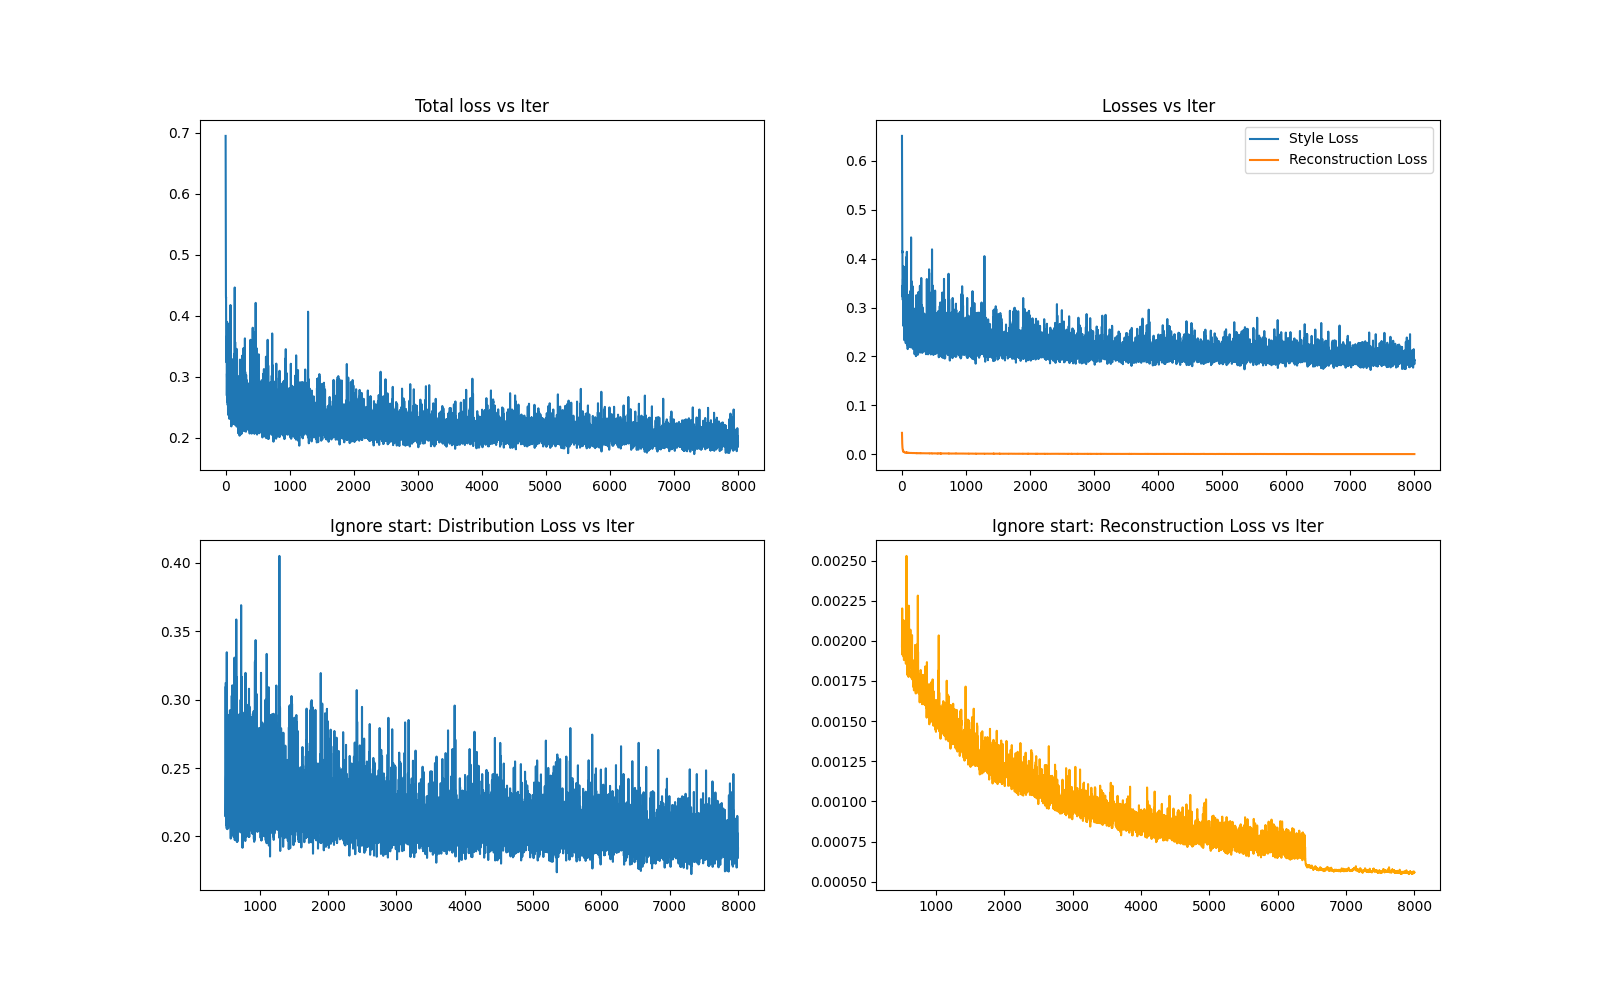 Total loss vs Iter
0.7
0.6
0.5
0.4
0.3
0.2
0 1000 2000 3000 4000 5000 6000 7000 8000
Losses vs Iter
Style Loss
Reconstruction Loss
0.6
0.5
0.4
0.3
0.2
0.1
0.0
0 1000 2000 3000 4000 5000 6000 7000 8000
Ignore start: Distribution Loss vs Iter
0.40
0.35
0.30
0.25
0.20
1000 2000 3000 4000 5000 6000 7000 8000
Ignore start: Reconstruction Loss vs Iter
0.00250
0.00225
0.00200
0.00175
0.00150
0.00125
0.00100
0.00075
0.00050
1000 2000 3000 4000 5000 6000 7000 8000